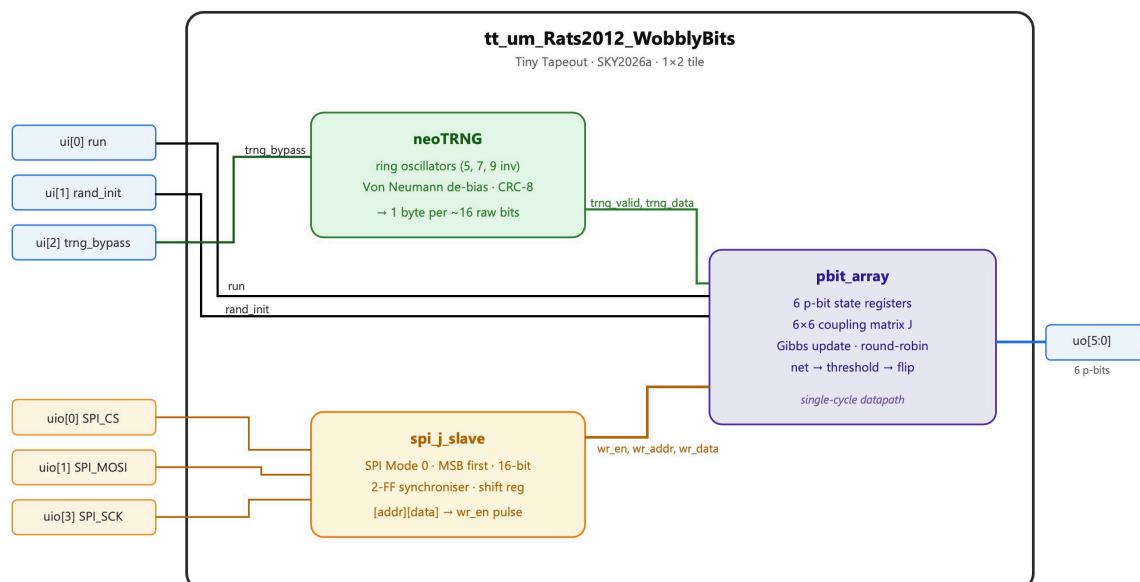 tt_um_Rats2012_WobblyBits
Tiny Tapeout · SKY2026a · 1×2 tile
ui[0] run
ui[1] rand_init
ui[2] trng_bypass
trng_bypass
neoTRNG
ring oscillators (5, 7, 9 inv)
Von Neumann de-bias · CRC-8
→ 1 byte per ~16 raw bits
trng_valid, trng_data
run
rand_init
pbit_array
6 p-bit state registers
6×6 coupling matrix J
Gibbs update · round-robin
net → threshold → flip
single-cycle datapath
uo[5:0]
6 p-bits
uio[0] SPI_CS
uio[1] SPI_MOSI
uio[3] SPI_SCK
spi_j_slave
SPI Mode 0 · MSB first · 16-bit
2-FF synchroniser · shift reg
[addr][data] → wr_en pulse
wr_en, wr_addr, wr_data